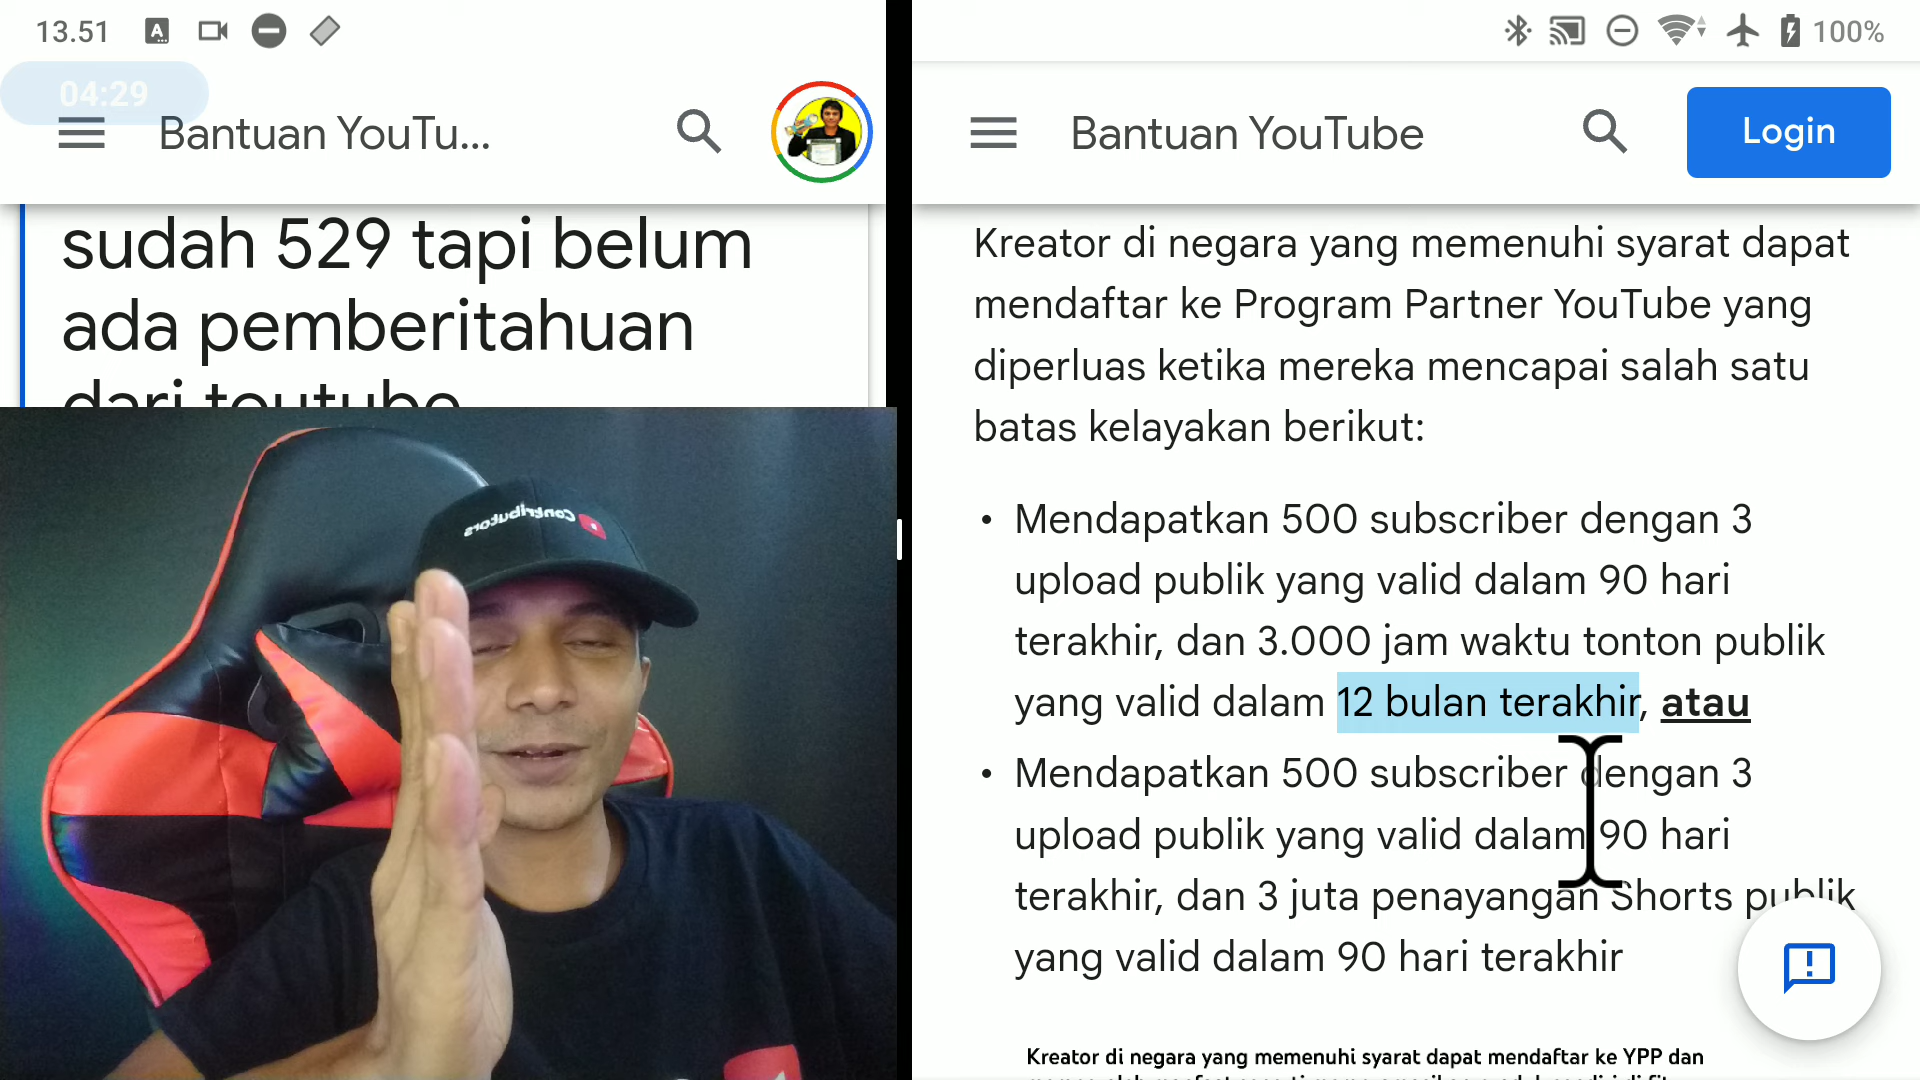 13.51
04:29
Bantuan YouTu...
sudah 529 tapi belum
ada pemberitahuan
dari toutube
Contributors
100%
Bantuan YouTube
Login
Kreator di negara yang memenuhi syarat dapat
mendaftar ke Program Partner YouTube yang
diperluas ketika mereka mencapai salah satu
batas kelayakan berikut:
• Mendapatkan 500 subscriber dengan 3
upload publik yang valid dalam 90 hari
terakhir, dan 3.000 jam waktu tonton publik
yang valid dalam 12 bulan terakhir, atau
• Mendapatkan 500 subscriber dengan 3
upload publik yang valid dalam 90 hari
terakhir, dan 3 juta penayangan Shorts publik
yang valid dalam 90 hari terakhir
Kreator di negara yang memenuhi syarat dapat mendaftar ke YPP dan